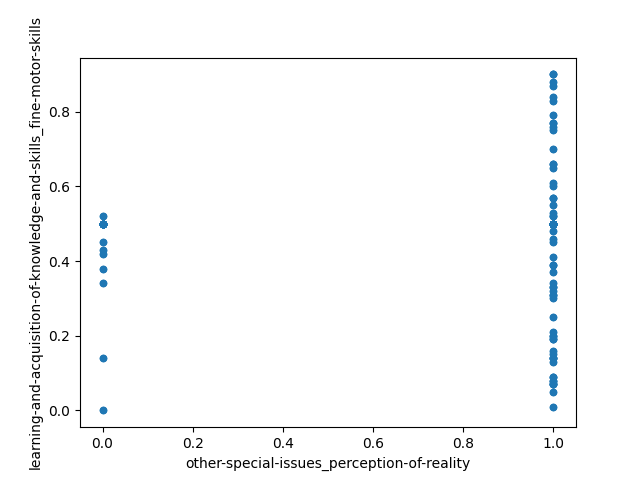 learning-and-acquisition-of-knowledge-and-skills_fine-motor-skills
0.8
0.6
0.4
0.2
0.0
0.0 0.2 0.4 0.6 0.8 1.0
other-special-issues_perception-of-reality